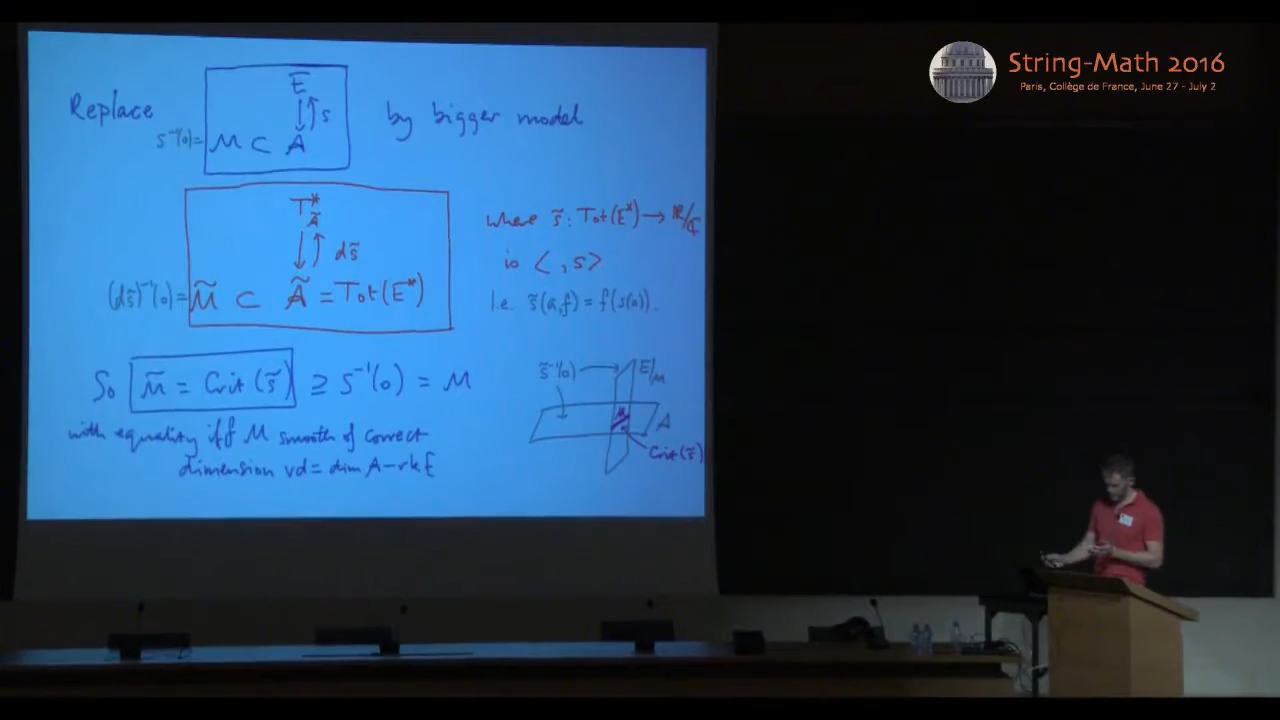 String-Math 2016
Paris, Collège de France, June 27 - July 2
Replace
E
s
s⁻¹(0) = M ⊂ A
by bigger model
T*_Ã
ds̃
(ds̃)⁻¹(0) = M̃ ⊂ Ã = Tot(E*)
where s̃ : Tot(E*) → ℝ/ℂ
is < , s>
i.e. s̃(a,f) = f(s(a)).
So M̃ = Crit(s̃) ⊇ s⁻¹(0) = M
with equality iff M smooth of correct
dimension vd = dim A - rk E
s̃⁻¹(0)
E/M
A
Crit(s̃)